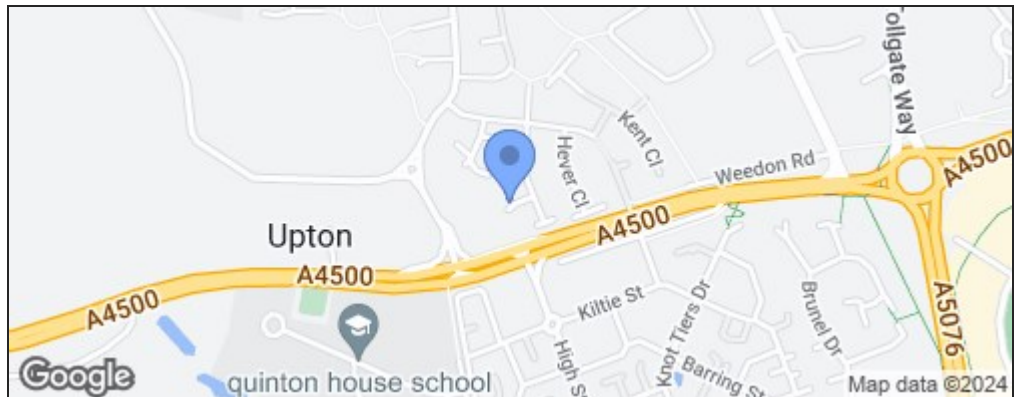 Tollgate Way
Kent Cl
Hever Cl
Weedon Rd
A4500
A4500
Upton
A4500
A4500
A5076
Kiltie St
Knot Tiers Dr
Brunel Dr
High St
Barring St
quinton house school
Google
Map data ©2024